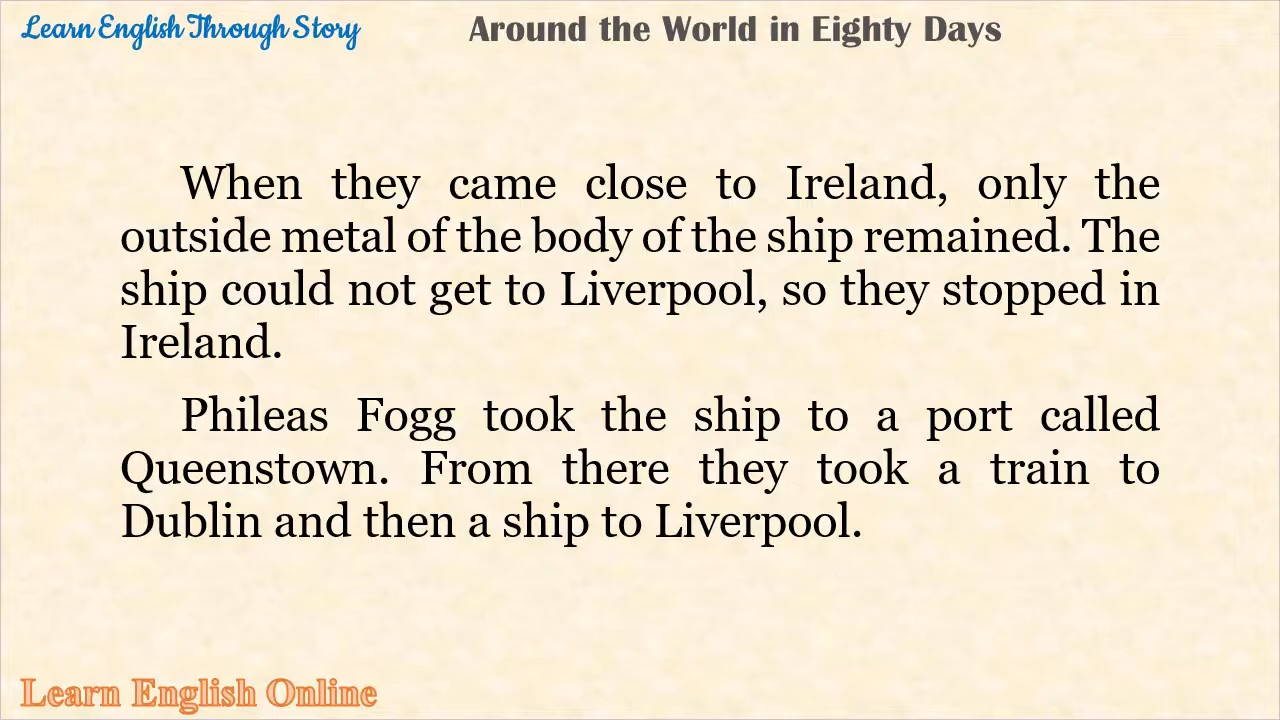 Learn English Through Story
Around the World in Eighty Days
When they came close to Ireland, only the
outside metal of the body of the ship remained. The
ship could not get to Liverpool, so they stopped in
Ireland.
Phileas Fogg took the ship to a port called
Queenstown. From there they took a train to
Dublin and then a ship to Liverpool.
Learn English Online